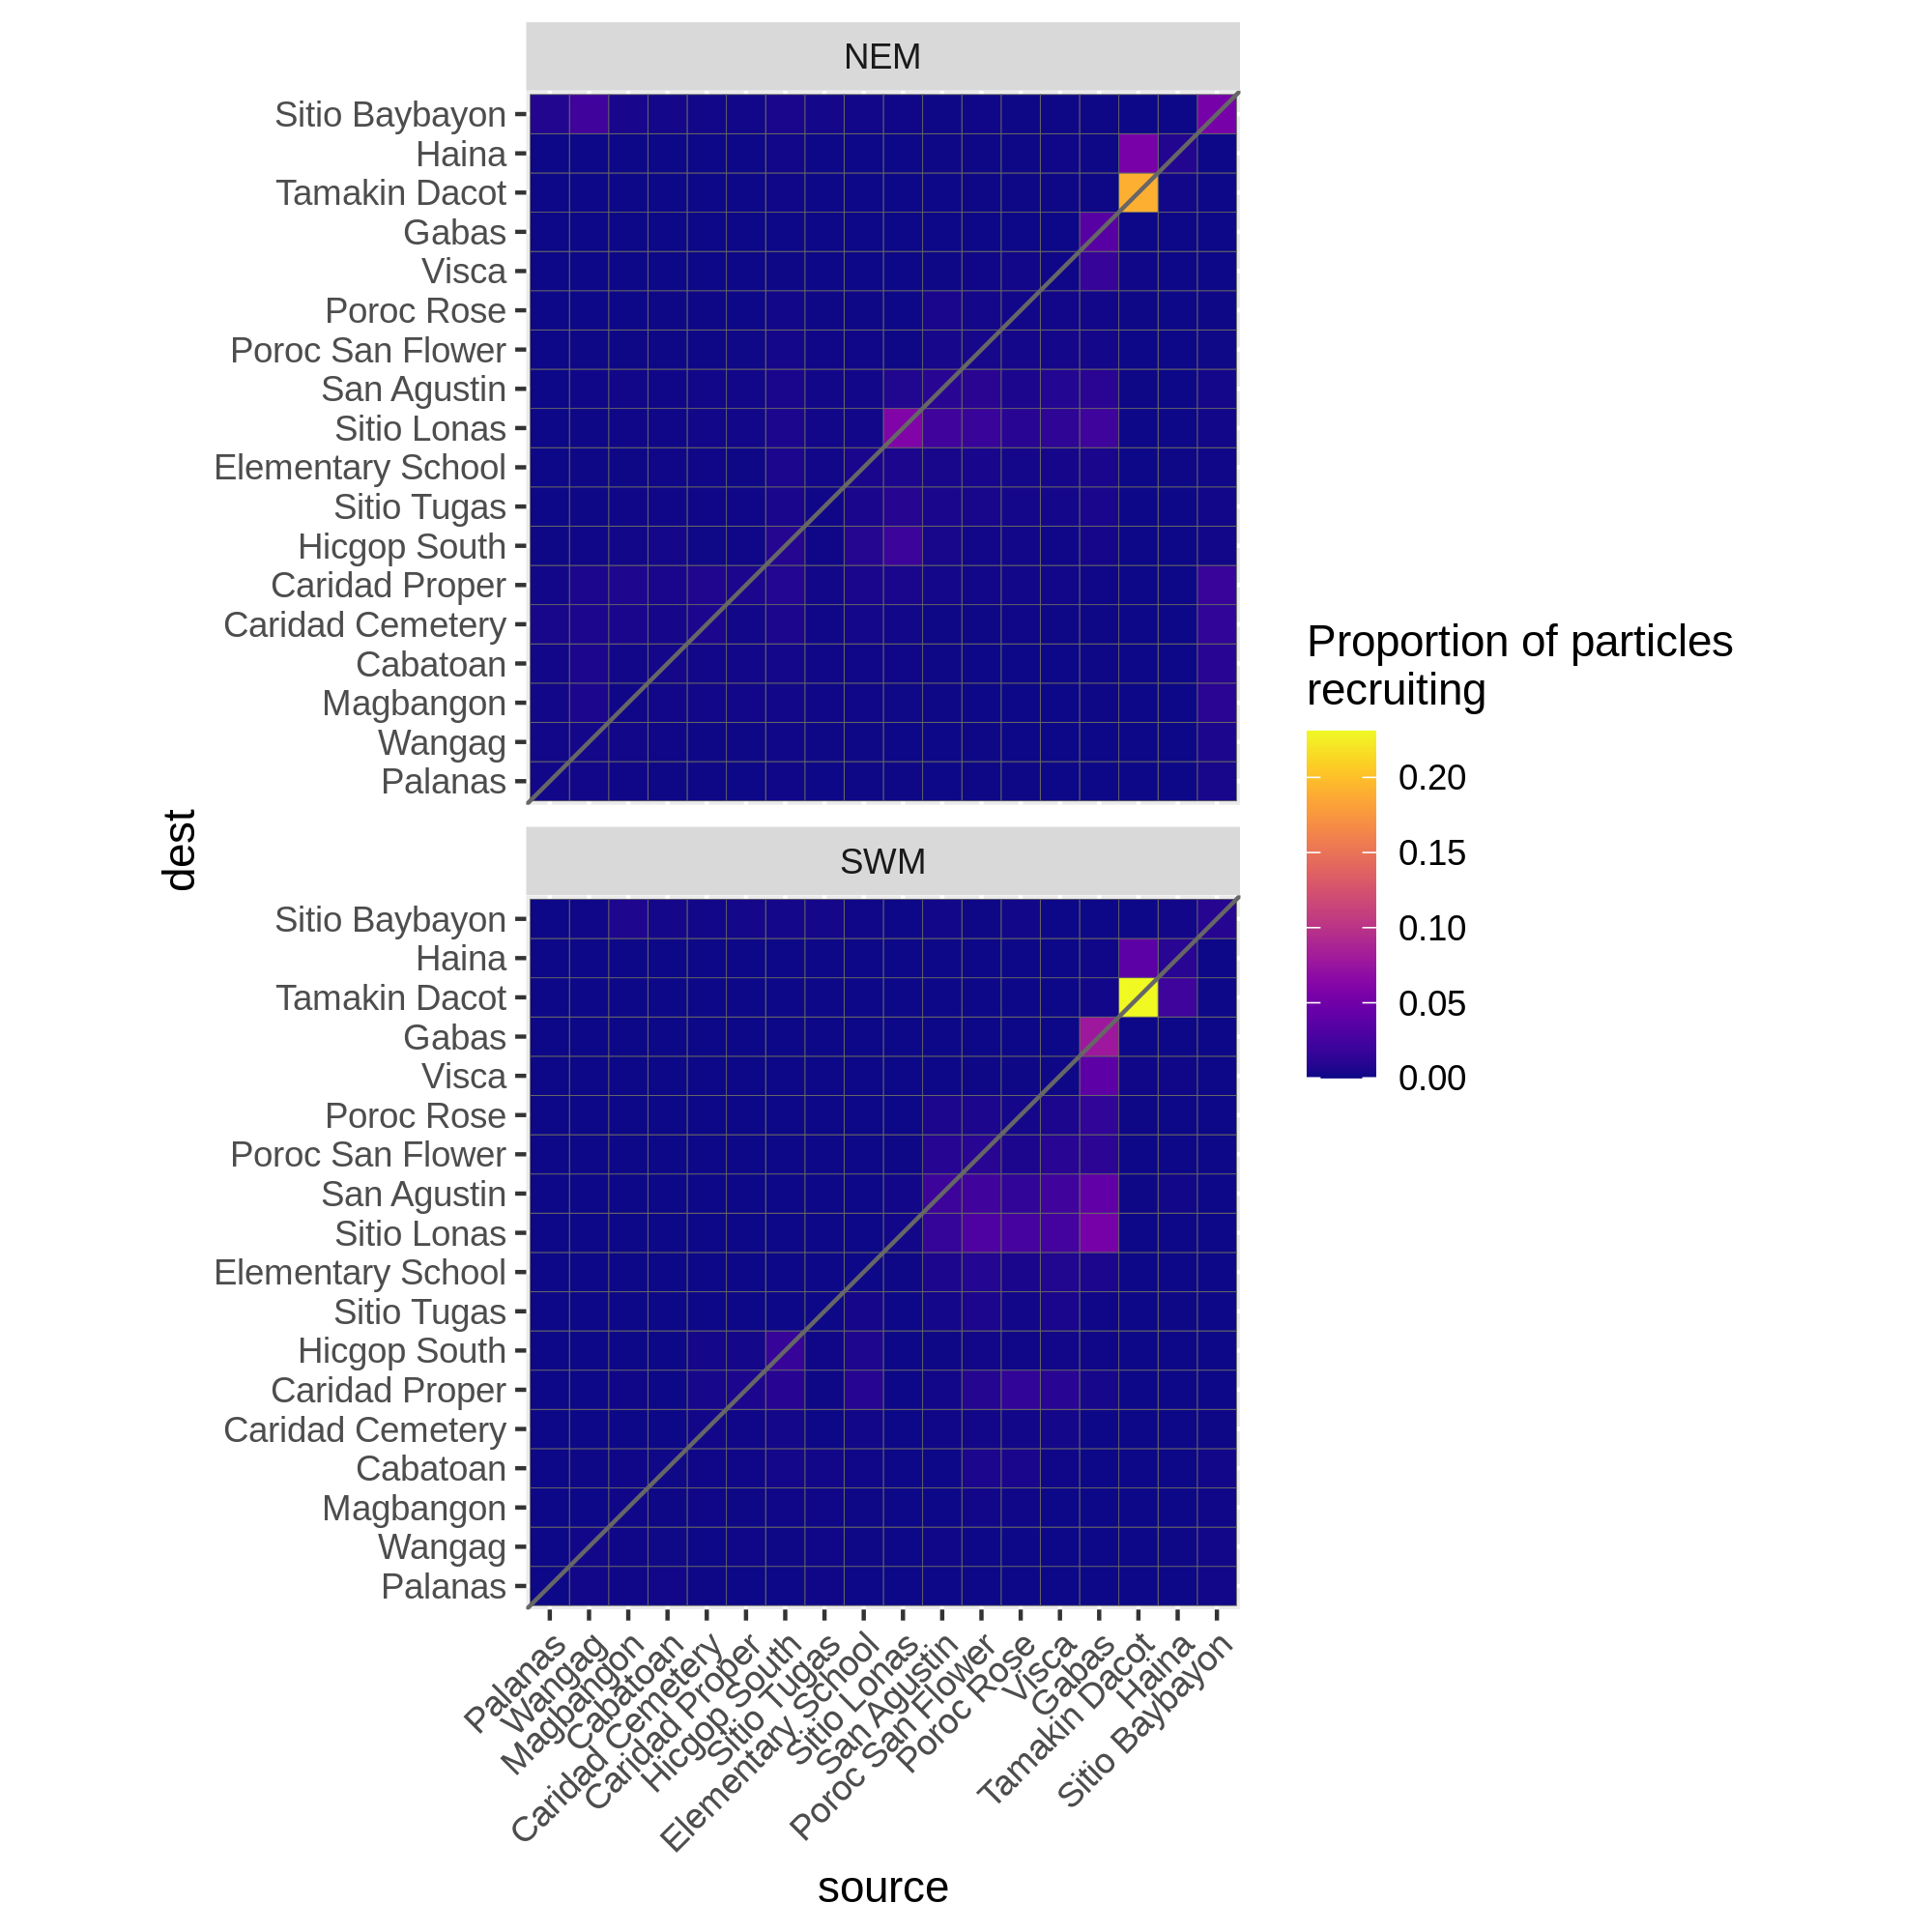 NEM
Sitio Baybayon
Haina
Tamakin Dacot
Gabas
Visca
Poroc Rose
Poroc San Flower
San Agustin
Sitio Lonas
Elementary School
Sitio Tugas
Hicgop South
Caridad Proper
Caridad Cemetery
Cabatoan
Magbangon
Wangag
Palanas
dest
SWM
Sitio Baybayon
Haina
Tamakin Dacot
Gabas
Visca
Poroc Rose
Poroc San Flower
San Agustin
Sitio Lonas
Elementary School
Sitio Tugas
Hicgop South
Caridad Proper
Caridad Cemetery
Cabatoan
Magbangon
Wangag
Palanas
Palanas
Wangag
Magbangon
Cabatoan
Caridad Cemetery
Caridad Proper
Hicgop South
Sitio Tugas
Elementary School
Sitio Lonas
San Agustin
Poroc San Flower
Poroc Rose
Visca
Gabas
Tamakin Dacot
Haina
Sitio Baybayon
source
Proportion of particles
recruiting
0.20
0.15
0.10
0.05
0.00